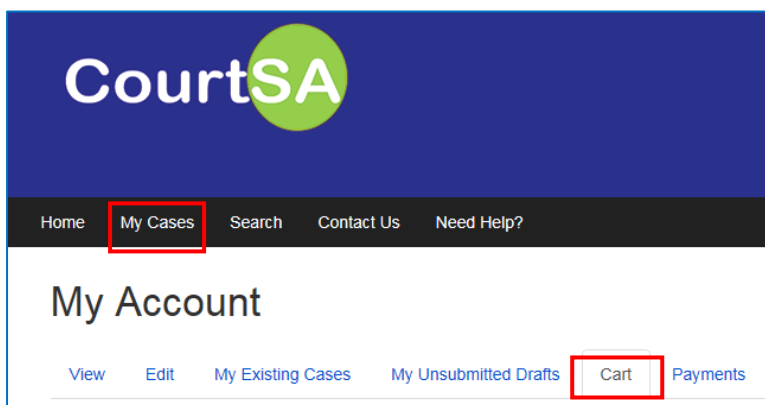 CourtSA
Home My Cases Search Contact Us Need Help?
My Account
View Edit My Existing Cases My Unsubmitted Drafts Cart Payments